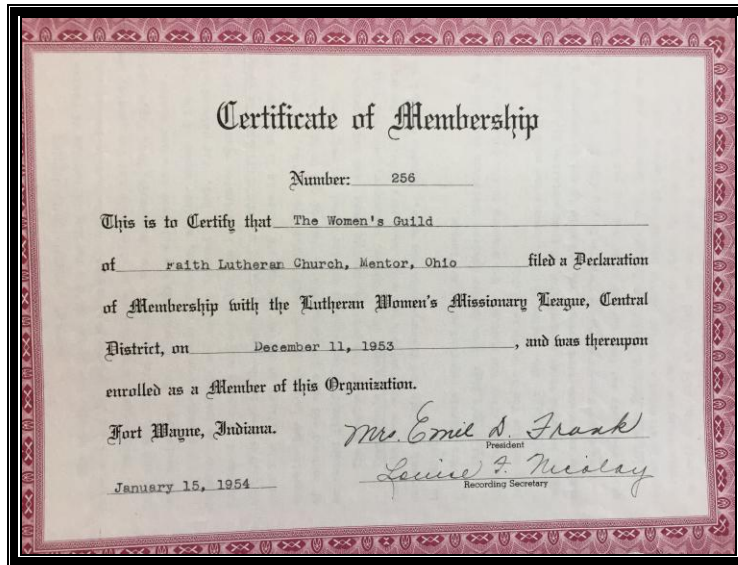 Certificate of Membership
Number: 256
This is to Certify that The Women's Guild
of Faith Lutheran Church, Mentor, Ohio filed a Declaration
of Membership with the Lutheran Women's Missionary League, Central
District, on December 11, 1953, and was thereupon
enrolled as a Member of this Organization.
Fort Wayne, Indiana. Mrs. Emil D. Frank
President
Louise F. Nicolay
January 15, 1954 Recording Secretary